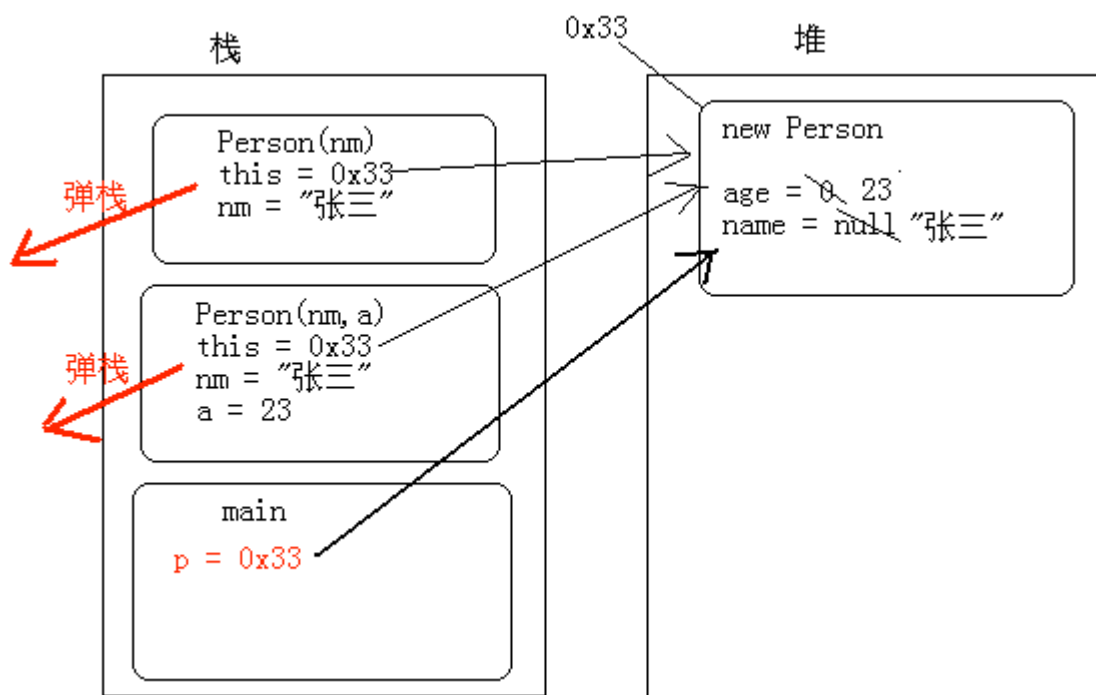 栈
0x33
堆
Person(nm)
this = 0x33
nm = "张三"
弹栈
Person(nm,a)
this = 0x33
nm = "张三"
a = 23
弹栈
main
p = 0x33
new Person
age = 0 23
name = null "张三"